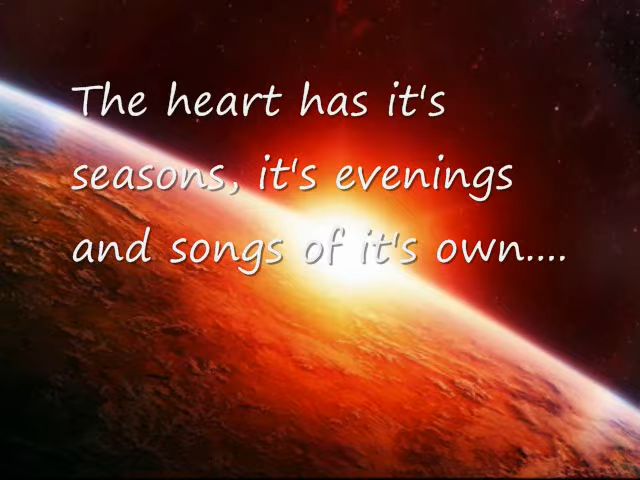 The heart has it's
seasons, it's evenings
and songs of it's own....